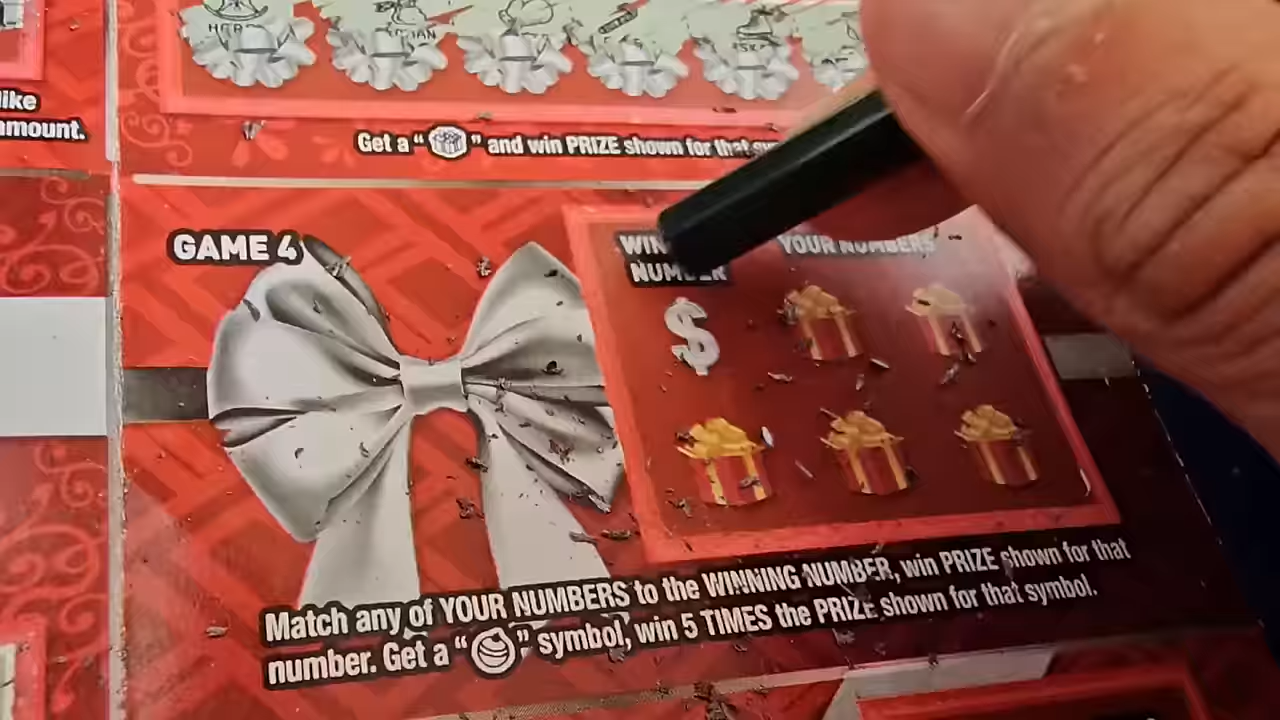 like
amount.
Get a " " and win PRIZE shown for that
GAME 4
NUMBER
YOUR NUMBERS
$
Match any of YOUR NUMBERS to the WINNING NUMBER, win PRIZE shown for that
number. Get a " " symbol, win 5 TIMES the PRIZE shown for that symbol.